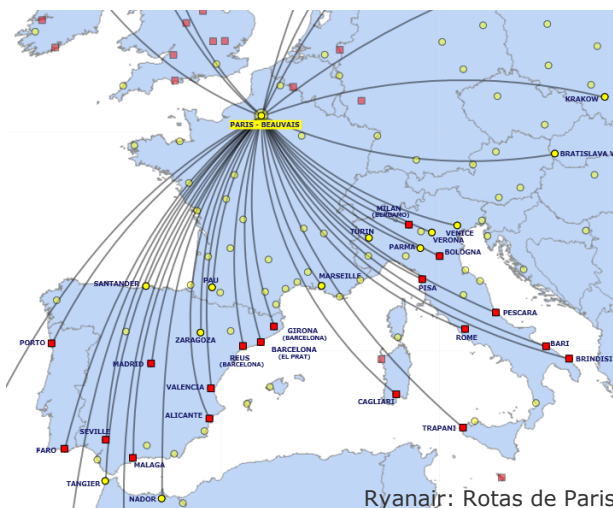 KRAKOW
PARIS - BEAUVAIS
BRATISLAVA V
MILAN
(BERGAMO)
TURIN
VENICE
VERONA
PARMA
BOLOGNA
SANTANDER
PAU
MARSEILLE
PISA
PESCARA
PORTO
ZARAGOZA
GIRONA
(BARCELONA)
ROME
BARCELONA
(EL PRAT)
REUS
(BARCELONA)
BARI
MADRID
BRINDISI
VALENCIA
CAGLIARI
ALICANTE
TRAPANI
SEVILLE
FARO
MALAGA
TANGIER
NADOR
Ryanair: Rotas de Paris